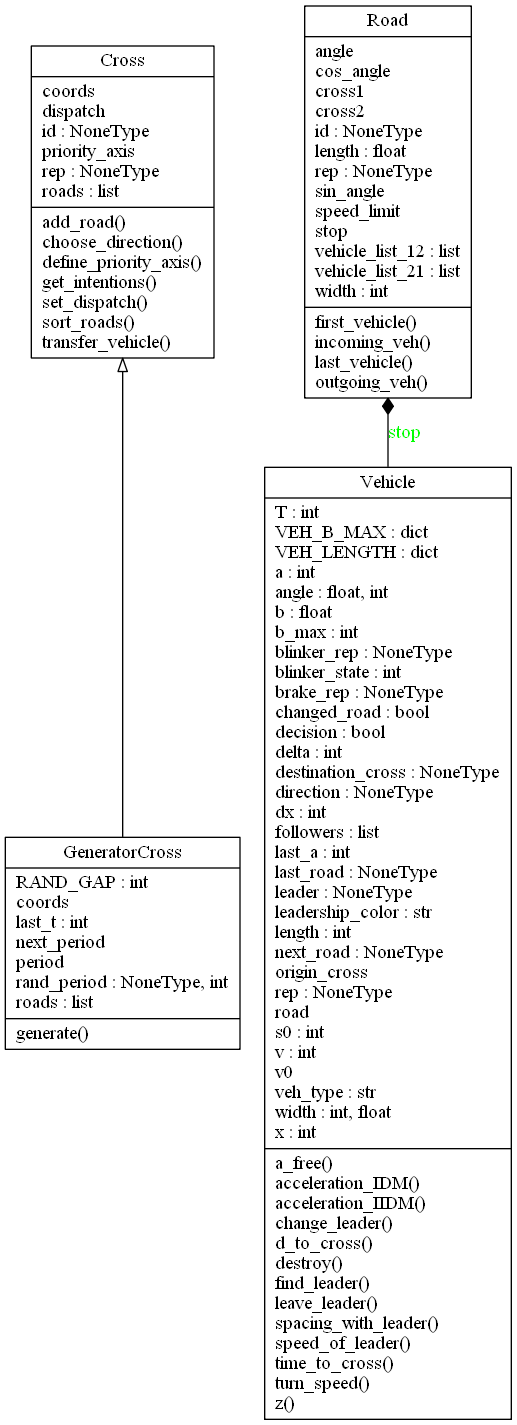 Cross
coords
dispatch
id : NoneType
priority_axis
rep : NoneType
roads : list
add_road()
choose_direction()
define_priority_axis()
get_intentions()
set_dispatch()
sort_roads()
transfer_vehicle()
Road
angle
cos_angle
cross1
cross2
id : NoneType
length : float
rep : NoneType
sin_angle
speed_limit
stop
vehicle_list_12 : list
vehicle_list_21 : list
width : int
first_vehicle()
incoming_veh()
last_vehicle()
outgoing_veh()
stop
GeneratorCross
RAND_GAP : int
coords
last_t : int
next_period
period
rand_period : NoneType, int
roads : list
generate()
Vehicle
T : int
VEH_B_MAX : dict
VEH_LENGTH : dict
a : int
angle : float, int
b : float
b_max : int
blinker_rep : NoneType
blinker_state : int
brake_rep : NoneType
changed_road : bool
decision : bool
delta : int
destination_cross : NoneType
direction : NoneType
dx : int
followers : list
last_a : int
last_road : NoneType
leader : NoneType
leadership_color : str
length : int
next_road : NoneType
origin_cross
rep : NoneType
road
s0 : int
v : int
v0
veh_type : str
width : int, float
x : int
a_free()
acceleration_IDM()
acceleration_IIDM()
change_leader()
d_to_cross()
destroy()
find_leader()
leave_leader()
spacing_with_leader()
speed_of_leader()
time_to_cross()
turn_speed()
z()